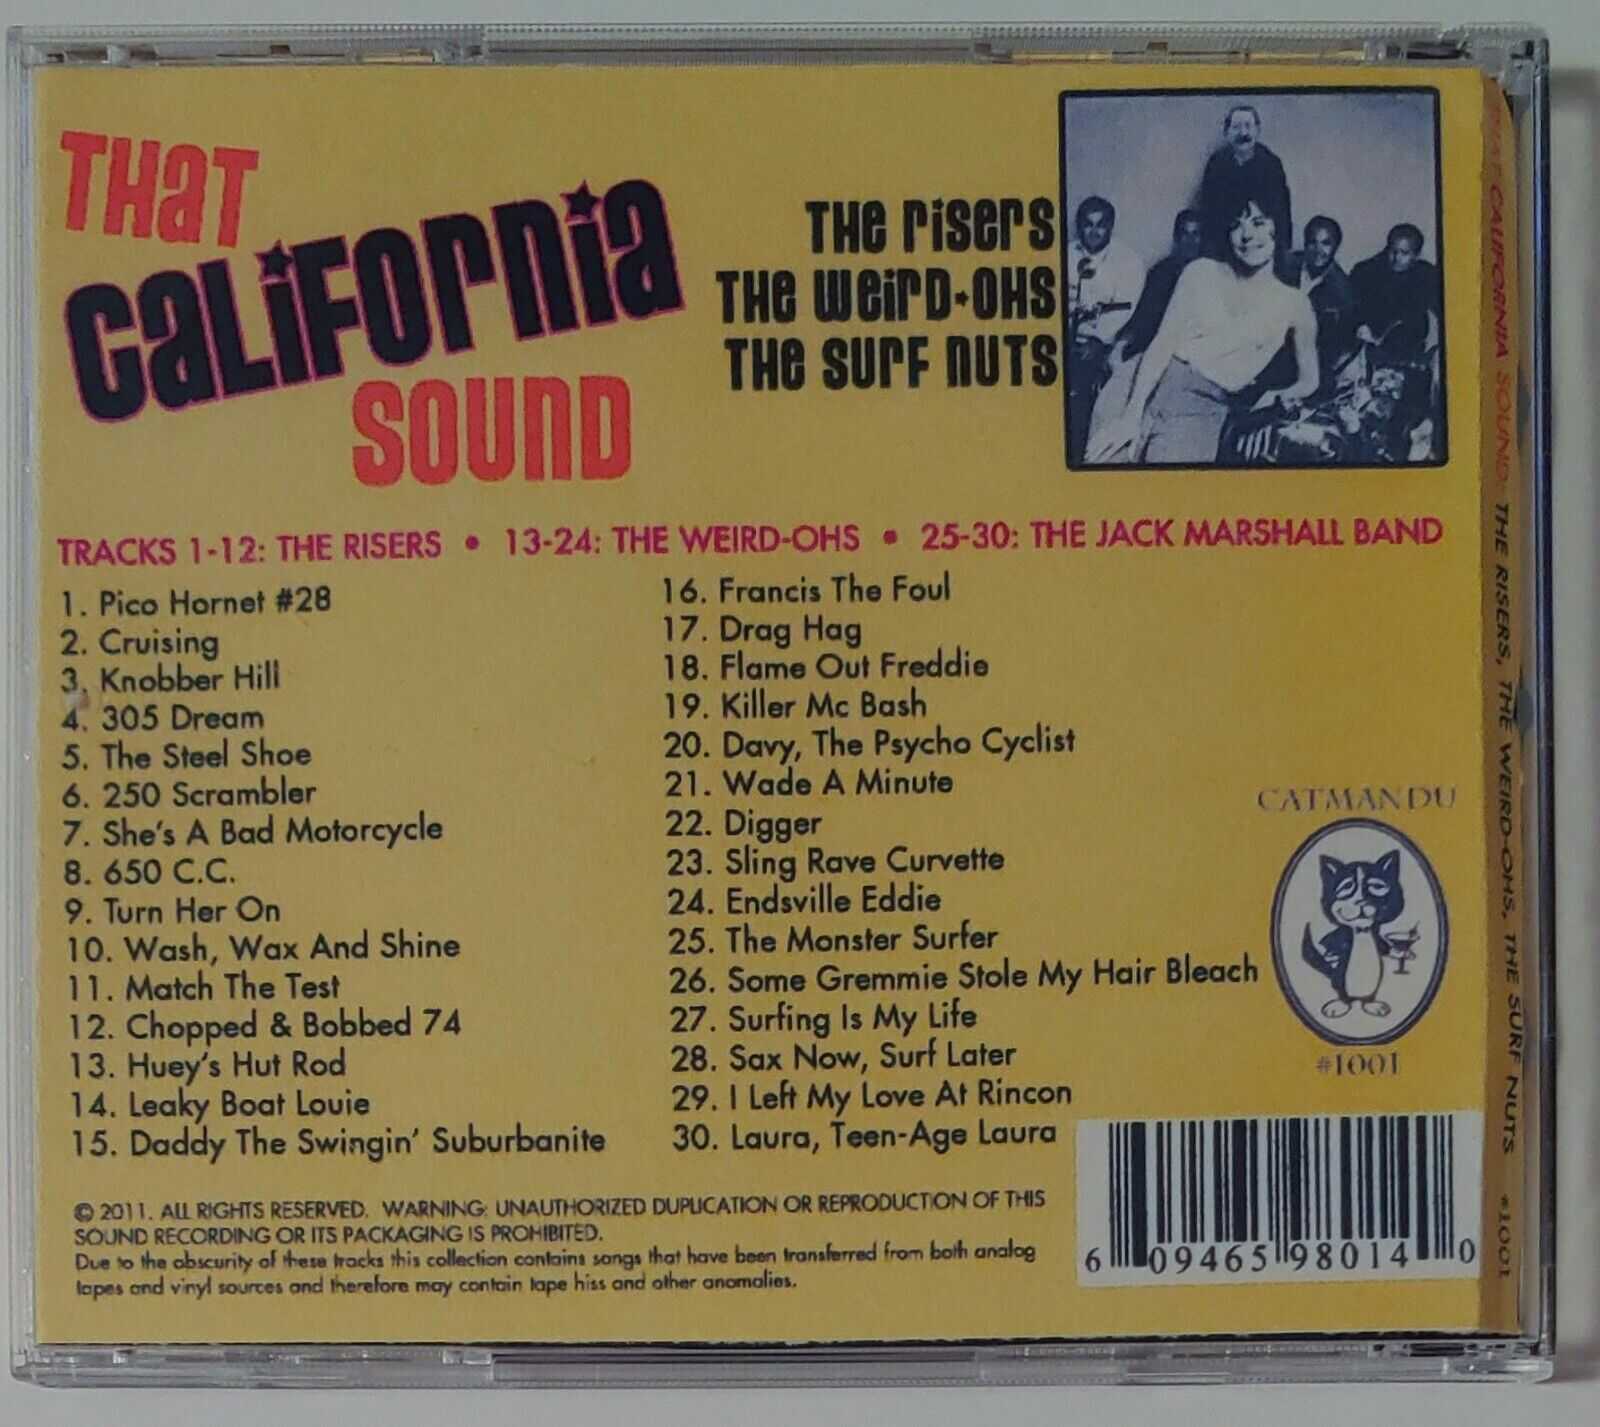 THAT
CALIFORNIA
SOUND
THE RISERS
THE WEIRD-OHS
THE SURF NUTS
TRACKS 1-12: THE RISERS • 13-24: THE WEIRD-OHS • 25-30: THE JACK MARSHALL BAND
1. Pico Hornet #28
2. Cruising
3. Knobber Hill
4. 305 Dream
5. The Steel Shoe
6. 250 Scrambler
7. She's A Bad Motorcycle
8. 650 C.C.
9. Turn Her On
10. Wash, Wax And Shine
11. Match The Test
12. Chopped & Bobbed 74
13. Huey's Hut Rod
14. Leaky Boat Louie
15. Daddy The Swingin' Suburbanite
16. Francis The Foul
17. Drag Hag
18. Flame Out Freddie
19. Killer Mc Bash
20. Davy, The Psycho Cyclist
21. Wade A Minute
22. Digger
23. Sling Rave Curvette
24. Endsville Eddie
25. The Monster Surfer
26. Some Gremmie Stole My Hair Bleach
27. Surfing Is My Life
28. Sax Now, Surf Later
29. I Left My Love At Rincon
30. Laura, Teen-Age Laura
CATMANDU
#1001
© 2011. ALL RIGHTS RESERVED. WARNING: UNAUTHORIZED DUPLICATION OR REPRODUCTION OF THIS
SOUND RECORDING OR ITS PACKAGING IS PROHIBITED.
Due to the obscurity of these tracks this collection contains songs that have been transferred from both analog
tapes and vinyl sources and therefore may contain tape hiss and other anomalies.
6 09465 98014 0
THAT CALIFORNIA SOUND: THE RISERS, THE WEIRD-OHS, THE SURF NUTS #1001